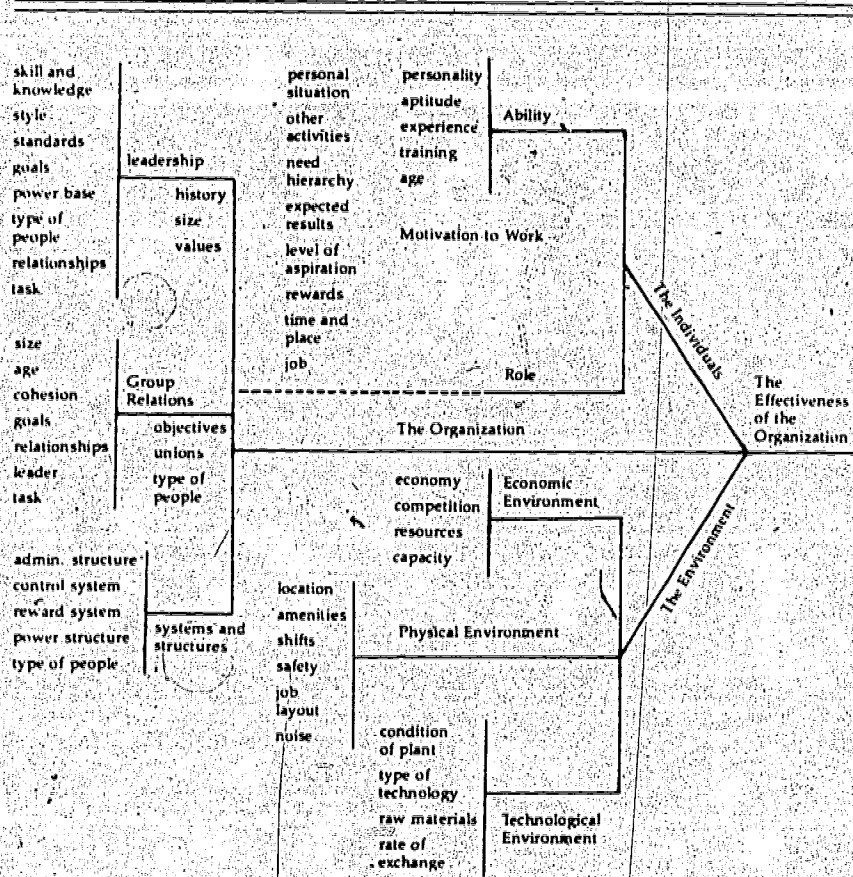 skill and
knowledge
style
standards
goals
power base
type of
people
relationships
task
leadership
history
size
values
size
age
cohesion
goals
relationships
leader
task
Group
Relations
objectives
unions
type of
people
admin. structure
control system
reward system
power structure
type of people
systems and
structures
personal
situation
other
activities
need
hierarchy
expected
results
level of
aspiration
rewards
time and
place
job
personality
aptitude
experience
training
age
Ability
Motivation to Work
Role
The Individuals
The Organization
The
Effectiveness
of the
Organization
economy
competition
resources
capacity
Economic
Environment
The Environment
location
amenities
shifts
safety
job
layout
noise
Physical Environment
condition
of plant
type of
technology
raw materials
rate of
exchange
Technological
Environment